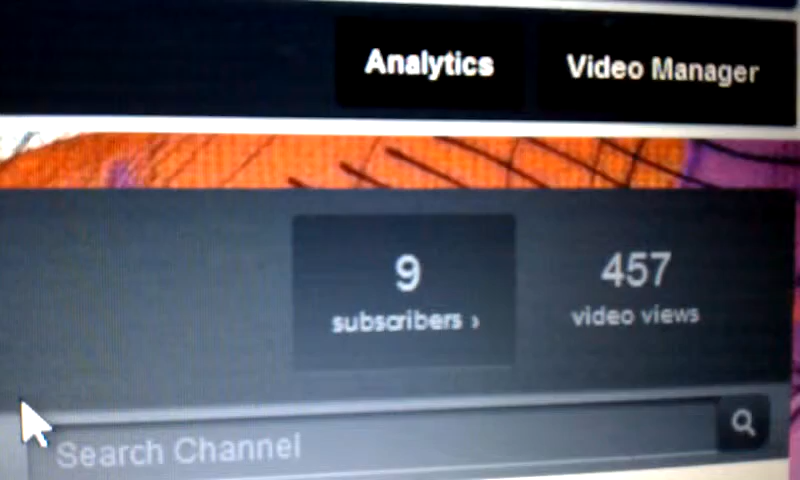 Analytics Video Manager
9 457
subscribers › video views
Search Channel